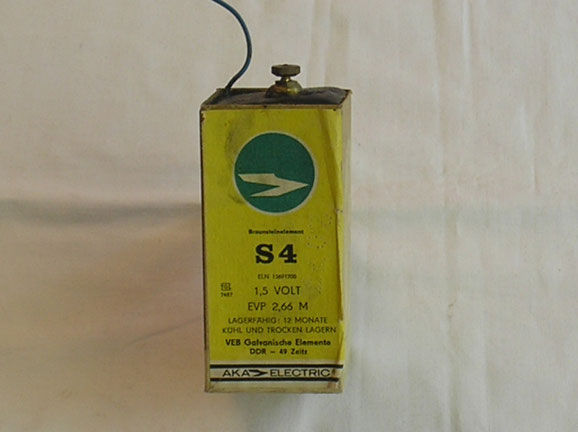 Braunsteinelement
S4
1,5 VOLT
EVP 2,66 M
LAGERFÄHIG: 12 MONATE
KÜHL UND TROCKEN LAGERN
VEB Galvanische Elemente
DDR – 49 Zeitz
AKA ELECTRIC